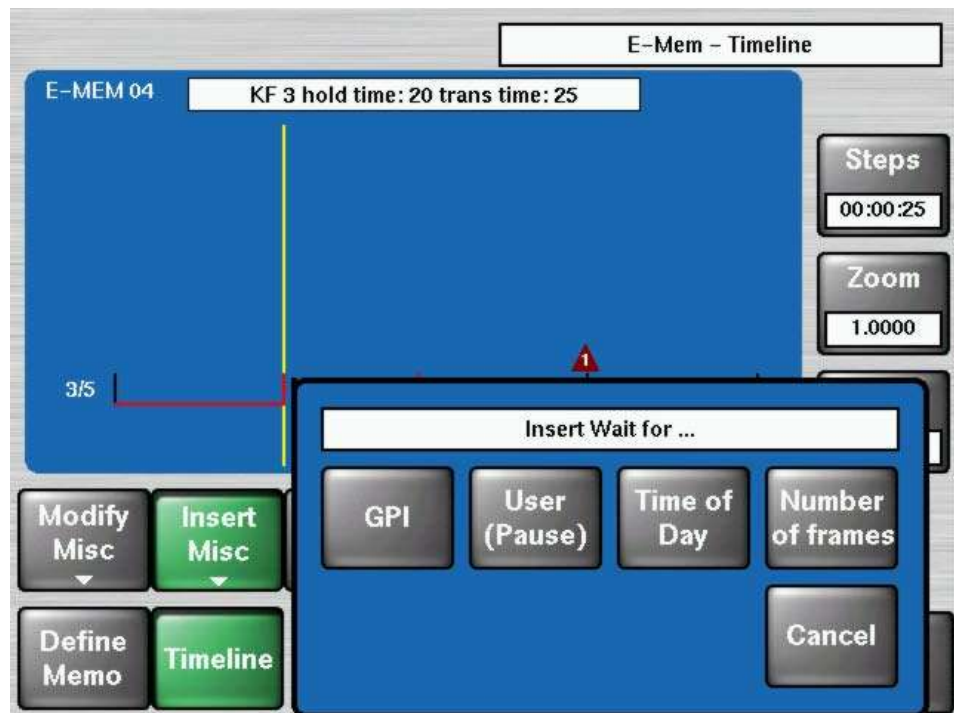 E-Mem - Timeline
E-MEM 04
KF 3 hold time: 20 trans time: 25
Steps
00:00:25
Zoom
1.0000
1
3/5
Insert Wait for ...
GPI
User
(Pause)
Time of
Day
Number
of frames
Cancel
Modify
Misc
Insert
Misc
Define
Memo
Timeline